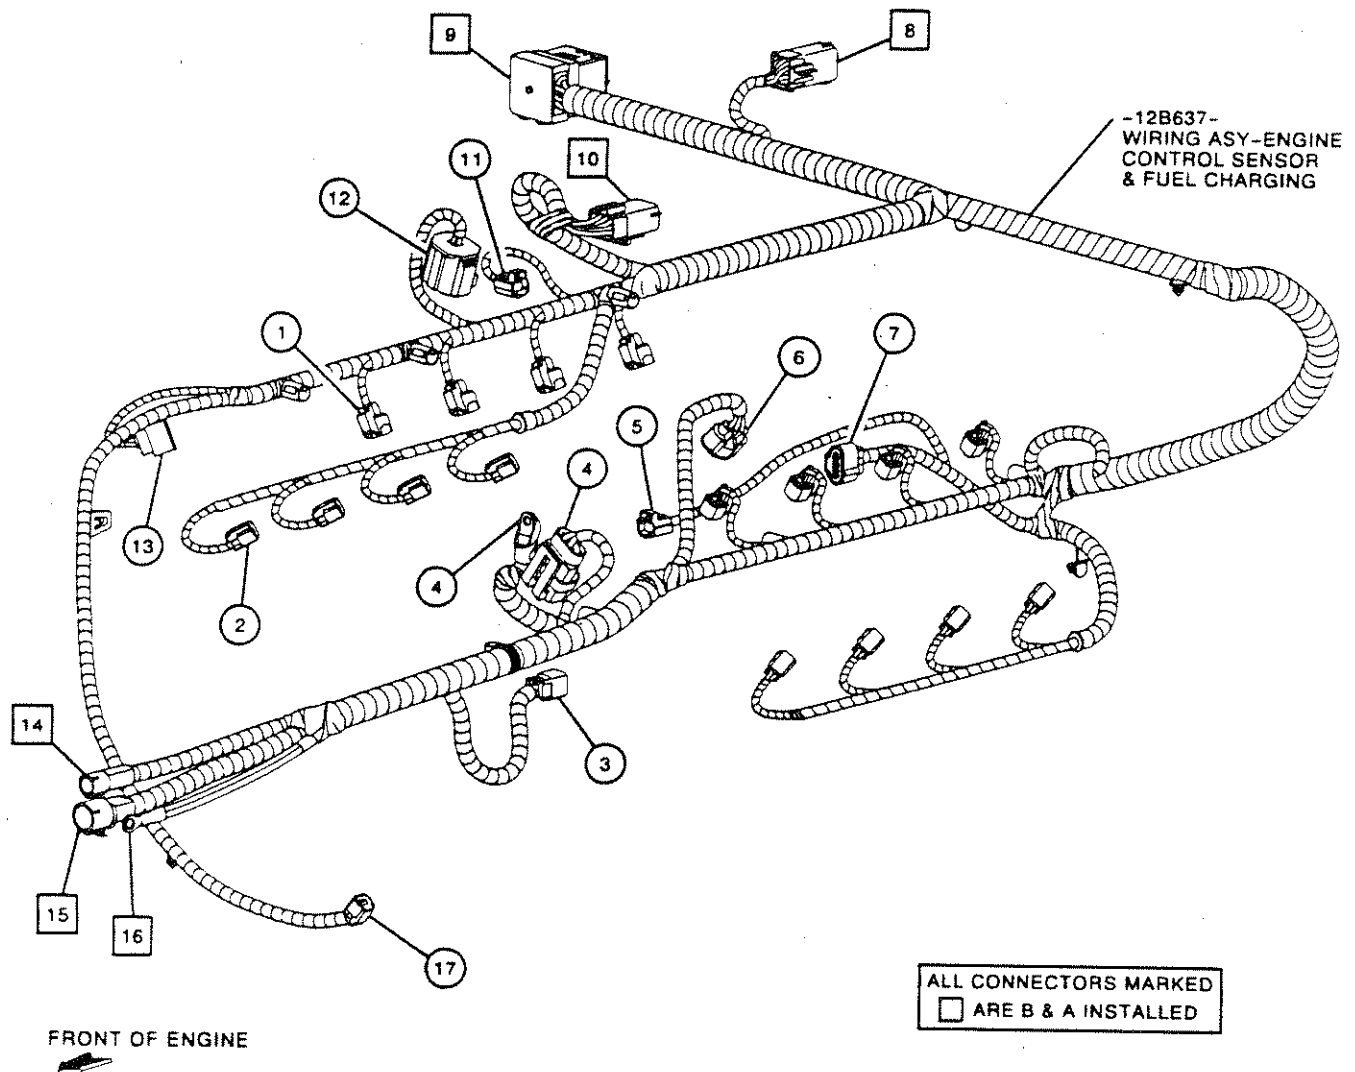 9
8
-12B637-
WIRING ASY-ENGINE
CONTROL SENSOR
& FUEL CHARGING
11
10
12
1
7
6
5
4
13
4
2
14
3
15
16
17
ALL CONNECTORS MARKED
ARE B & A INSTALLED
FRONT OF ENGINE